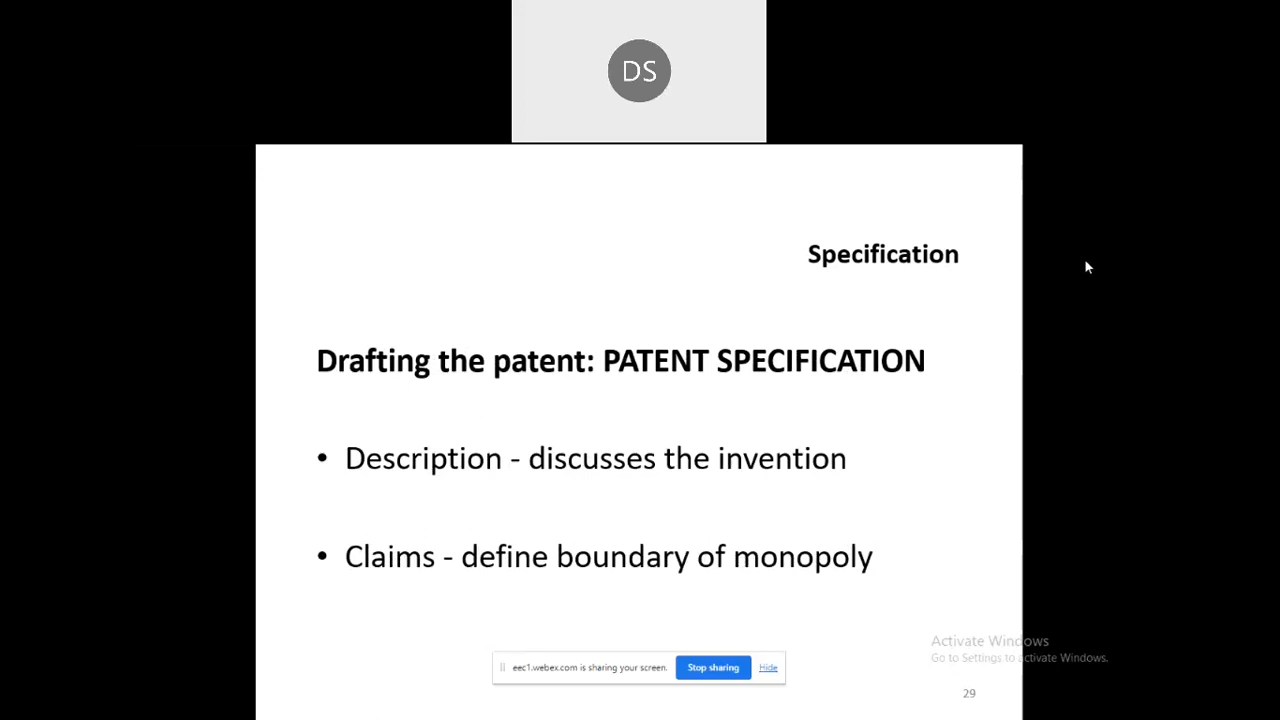 DS
Specification
Drafting the patent: PATENT SPECIFICATION
• Description - discusses the invention
• Claims - define boundary of monopoly
Activate Windows
Go to Settings to activate Windows.
eec1.webex.com is sharing your screen. Stop sharing Hide
29